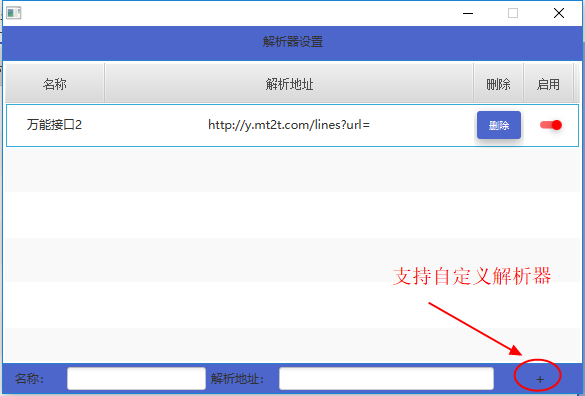 解析器设置
名称 解析地址 删除 启用
万能接口2 http://y.mt2t.com/lines?url= 删除
支持自定义解析器
名称: 解析地址: +